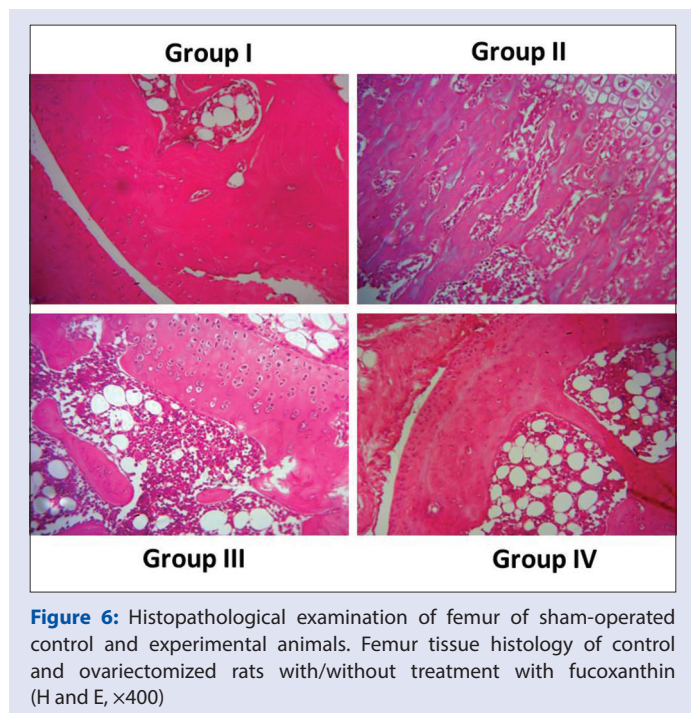 Group I
Group II
Group III
Group IV
Figure 6: Histopathological examination of femur of sham-operated
control and experimental animals. Femur tissue histology of control
and ovariectomized rats with/without treatment with fucoxanthin
(H and E, ×400)